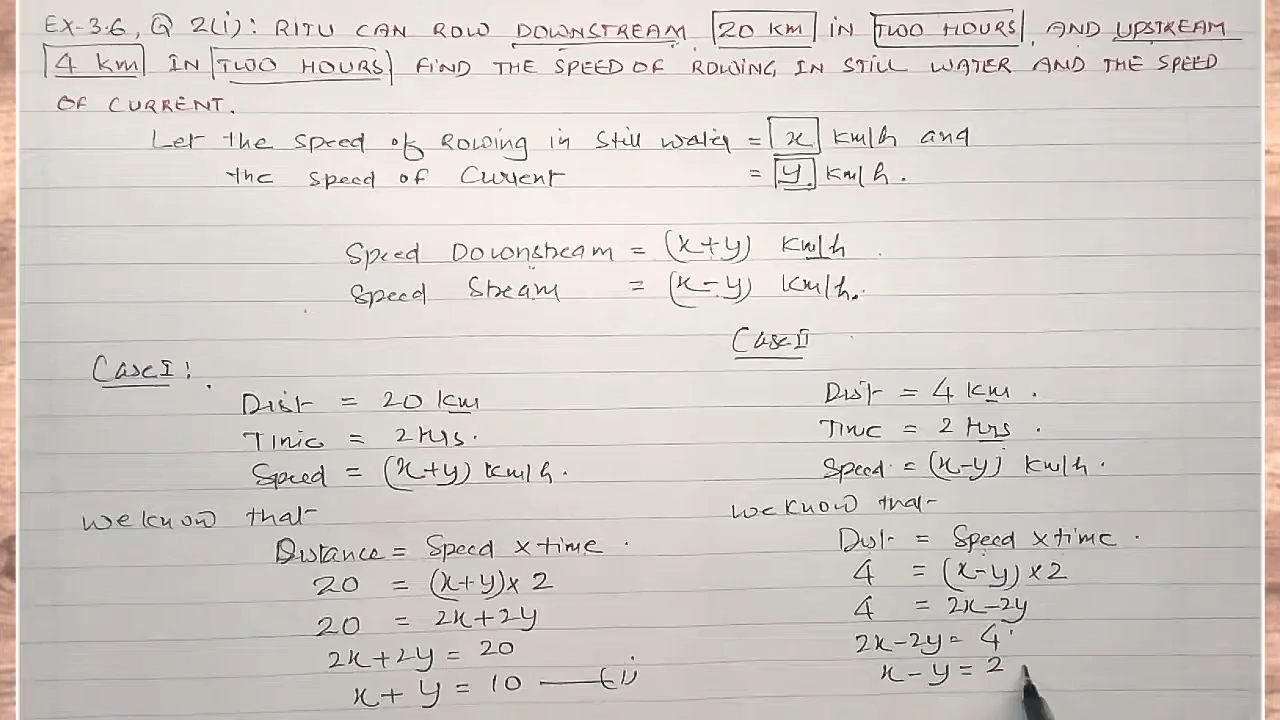 EX-3.6, Q 2(i): RITU CAN ROW DOWNSTREAM 20 KM IN TWO HOURS, AND UPSTREAM
4 KM IN TWO HOURS FIND THE SPEED OF ROWING IN STILL WATER AND THE SPEED
OF CURRENT.
Let the speed of Rowing in still water = x km/h and
the speed of Current = y km/h.
Speed Downstream = (x+y) km/h
Speed Stream = (x-y) km/h.
Case I:
Dist = 20 km
Time = 2 Hrs.
Speed = (x+y) km/h.
We know that
Distance = Speed x time.
20 = (x+y)x 2
20 = 2x+2y
2x+2y = 20
x+ y = 10 —(i)
Case II
Dist = 4 km.
Time = 2 Hrs.
Speed = (x-y) km/h.
We know that
Dist = Speed x time.
4 = (x-y) x 2
4 = 2x-2y
2x-2y = 4
x - y = 2